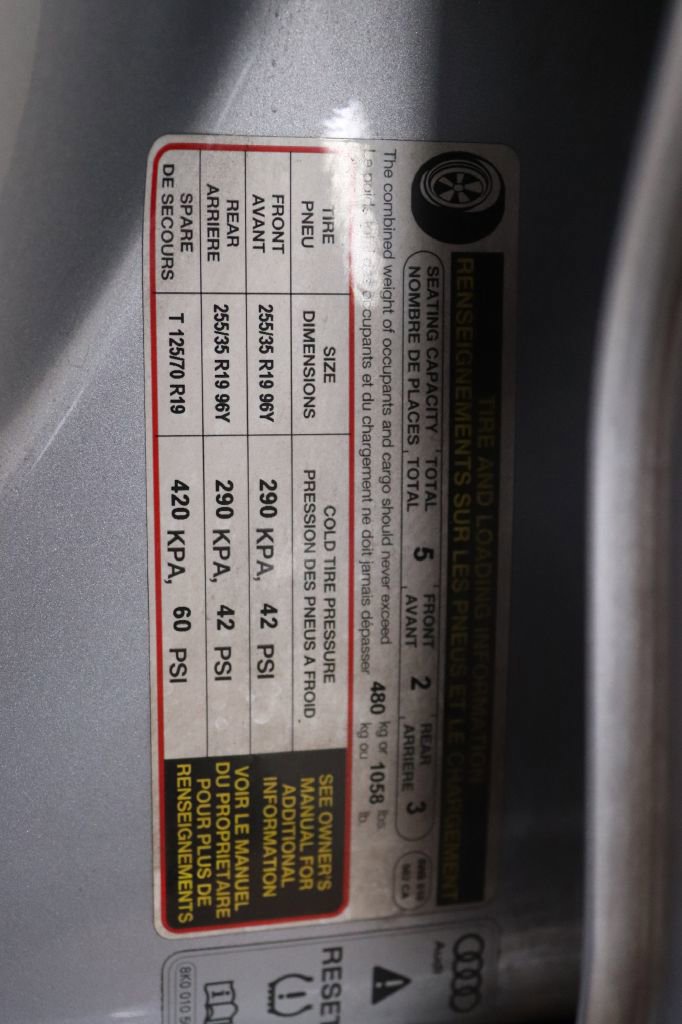 TIRE AND LOADING INFORMATION
RENSEIGNEMENTS SUR LES PNEUS ET LE CHARGEMENT
SEATING CAPACITY TOTAL 5 FRONT 2 REAR 3
NOMBRE DE PLACES TOTAL AVANT ARRIERE
The combined weight of occupants and cargo should never exceed 480 kg or 1058 lbs.
Le poids total des occupants et du chargement ne doit jamais dépasser kg ou lb.
TIRE SIZE COLD TIRE PRESSURE
PNEU DIMENSIONS PRESSION DES PNEUS A FROID
FRONT 255/35 R19 96Y 290 KPA, 42 PSI
AVANT
REAR 255/35 R19 96Y 290 KPA, 42 PSI
ARRIERE
SPARE T 125/70 R19 420 KPA, 60 PSI
DE SECOURS
SEE OWNER'S
MANUAL FOR
ADDITIONAL
INFORMATION
VOIR LE MANUEL
DU PROPRIETAIRE
POUR PLUS DE
RENSEIGNEMENTS
Audi
RESET
8K0 010 5